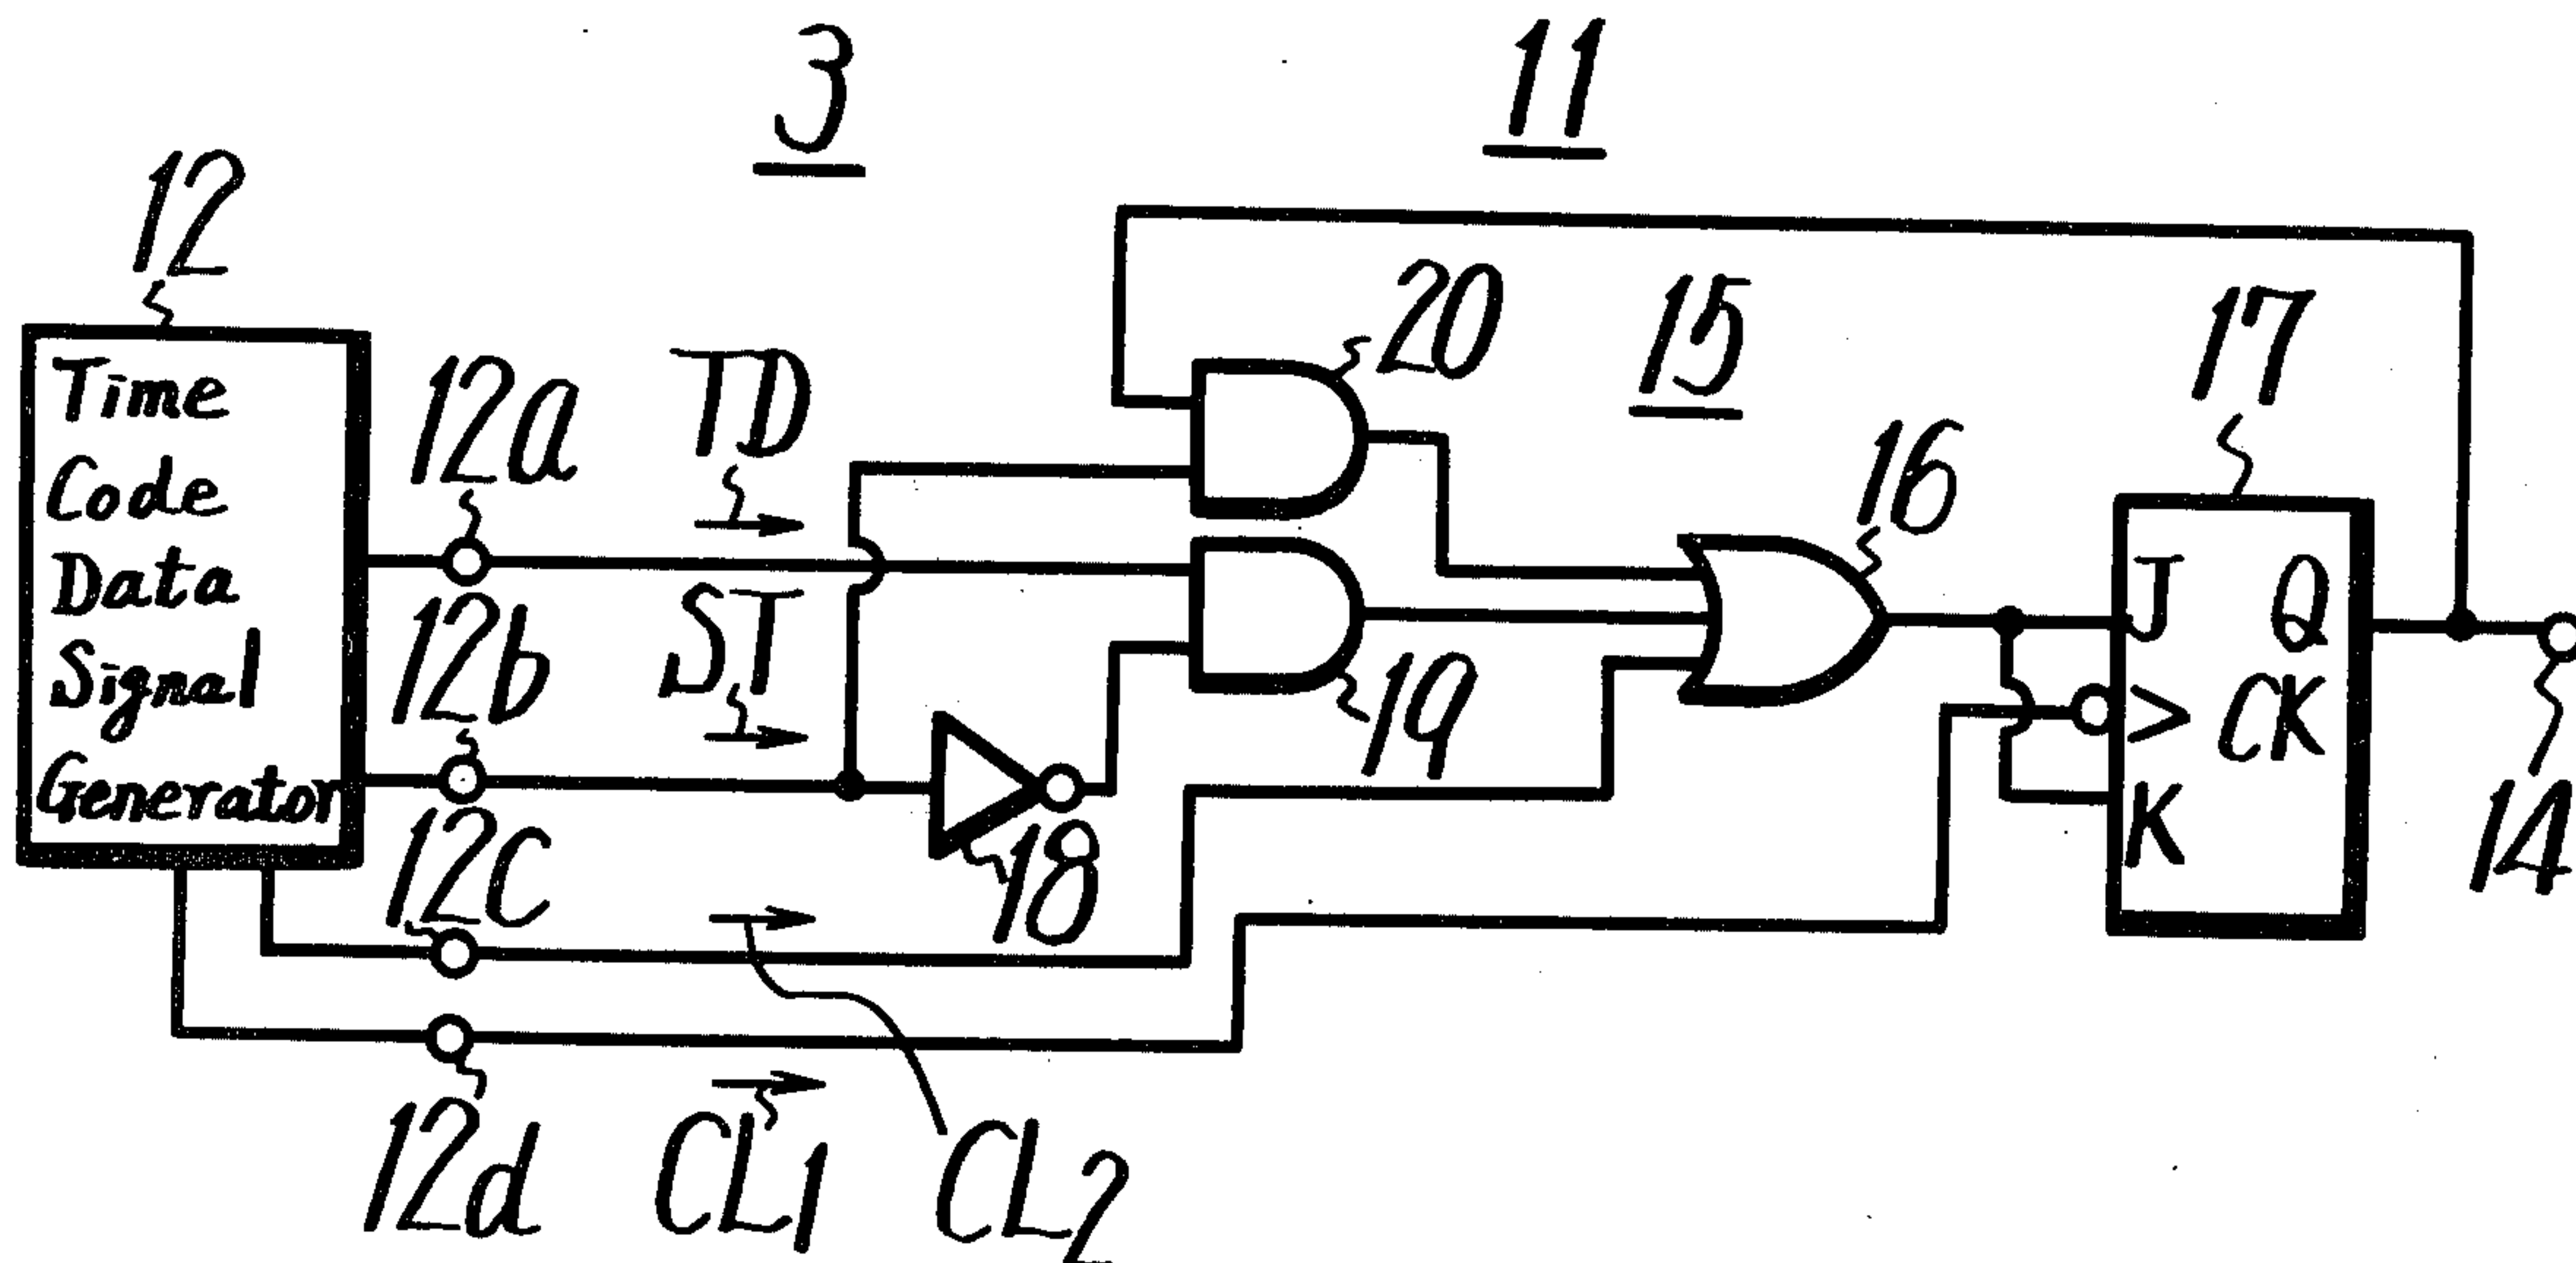 3
11
12
Time
Code
Data
Signal
Generator
12a
TD
12b
ST
12c
12d
CL1
CL2
18
20
19
15
16
17
J
Q
CK
K
14